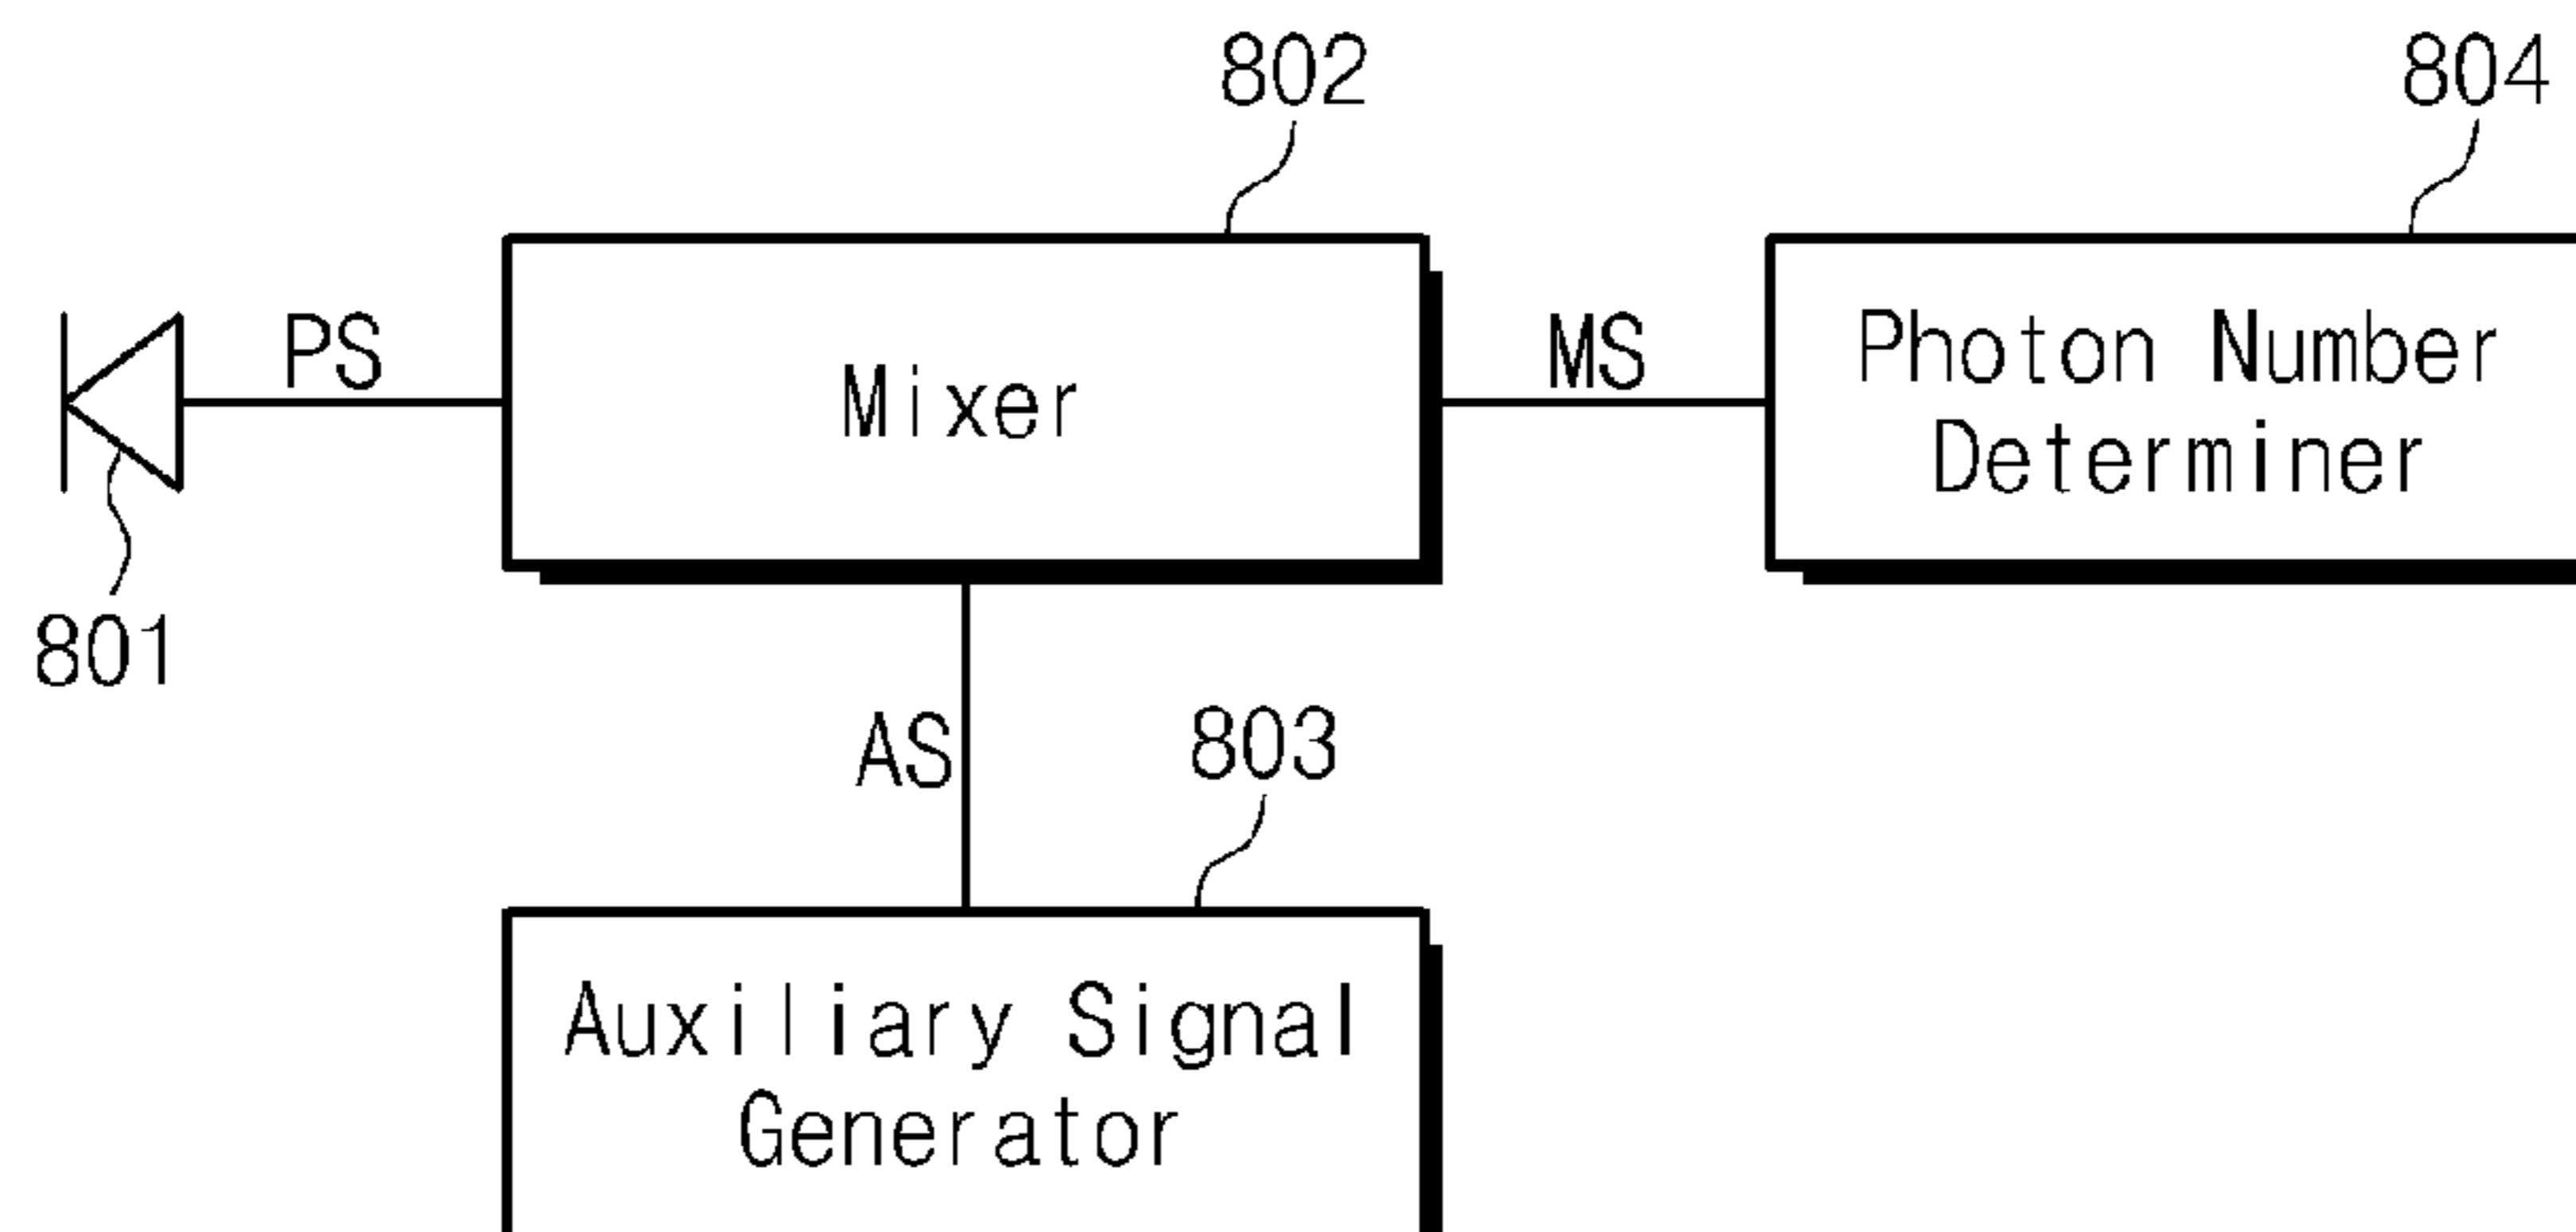 802
804
PS
Mixer
MS
Photon Number
Determiner
801
AS
803
Auxiliary Signal
Generator